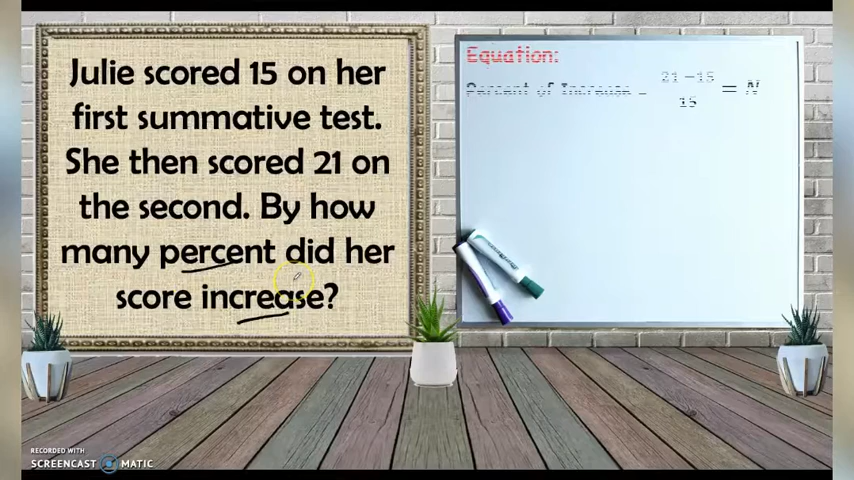 Julie scored 15 on her
first summative test.
She then scored 21 on
the second. By how
many percent did her
score increase?
Equation:
Percent of Increase = 21 −15 / 15 = N
RECORDED WITH
SCREENCAST MATIC